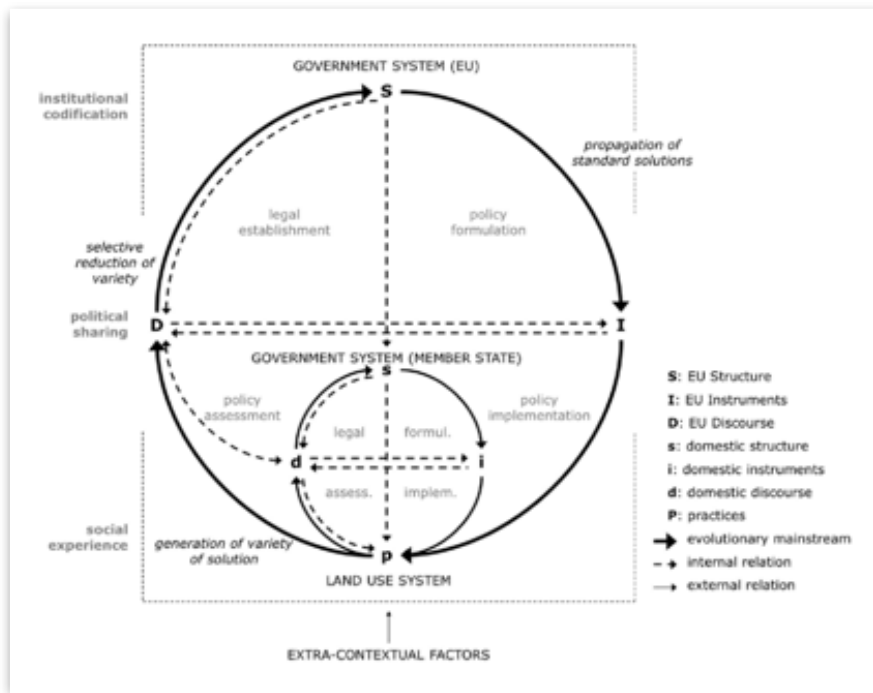 GOVERNMENT SYSTEM (EU)
S
institutional
codification
propagation of
standard solutions
legal
establishment
policy
formulation
selective
reduction of
variety
political
sharing
D
I
GOVERNMENT SYSTEM (MEMBER STATE)
s
policy
assessment
policy
implementation
legal
formul.
d
i
assess.
implem.
social
experience
generation of variety
of solution
p
LAND USE SYSTEM
EXTRA-CONTEXTUAL FACTORS
S: EU Structure
I: EU Instruments
D: EU Discourse
s: domestic structure
i: domestic instruments
d: domestic discourse
P: practices
evolutionary mainstream
internal relation
external relation